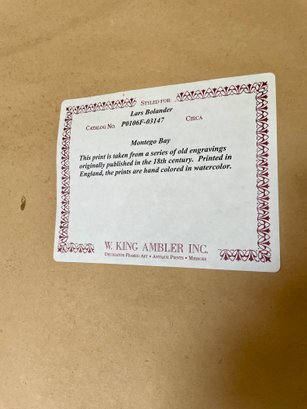 STYLED FOR
Lars Bolander
CATALOG NO. P0106F-03147 CIRCA
Montego Bay
This print is taken from a series of old engravings
originally published in the 18th century. Printed in
England, the prints are hand colored in watercolor.
W. KING AMBLER INC.
DECORATIVE FRAMED ART • ANTIQUE PRINTS • MIRRORS